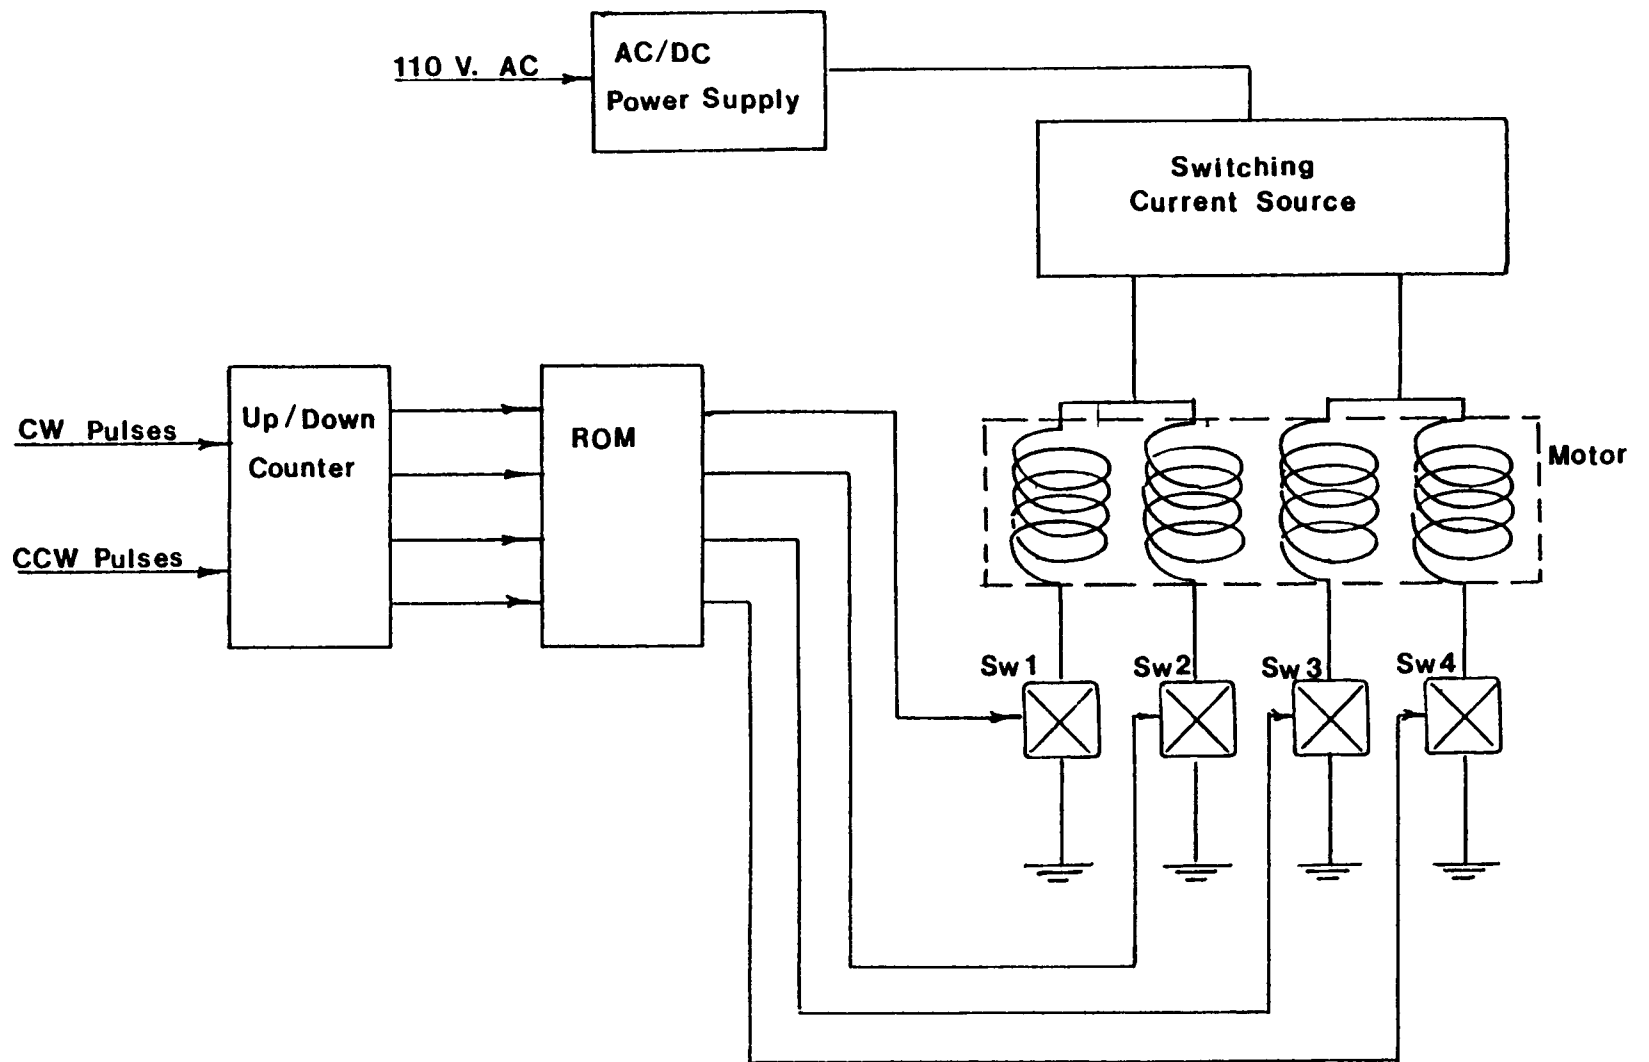 110 V. AC
AC/DC
Power Supply
Switching
Current Source
CW Pulses
CCW Pulses
Up/Down
Counter
ROM
Motor
Sw1
Sw2
Sw3
Sw4